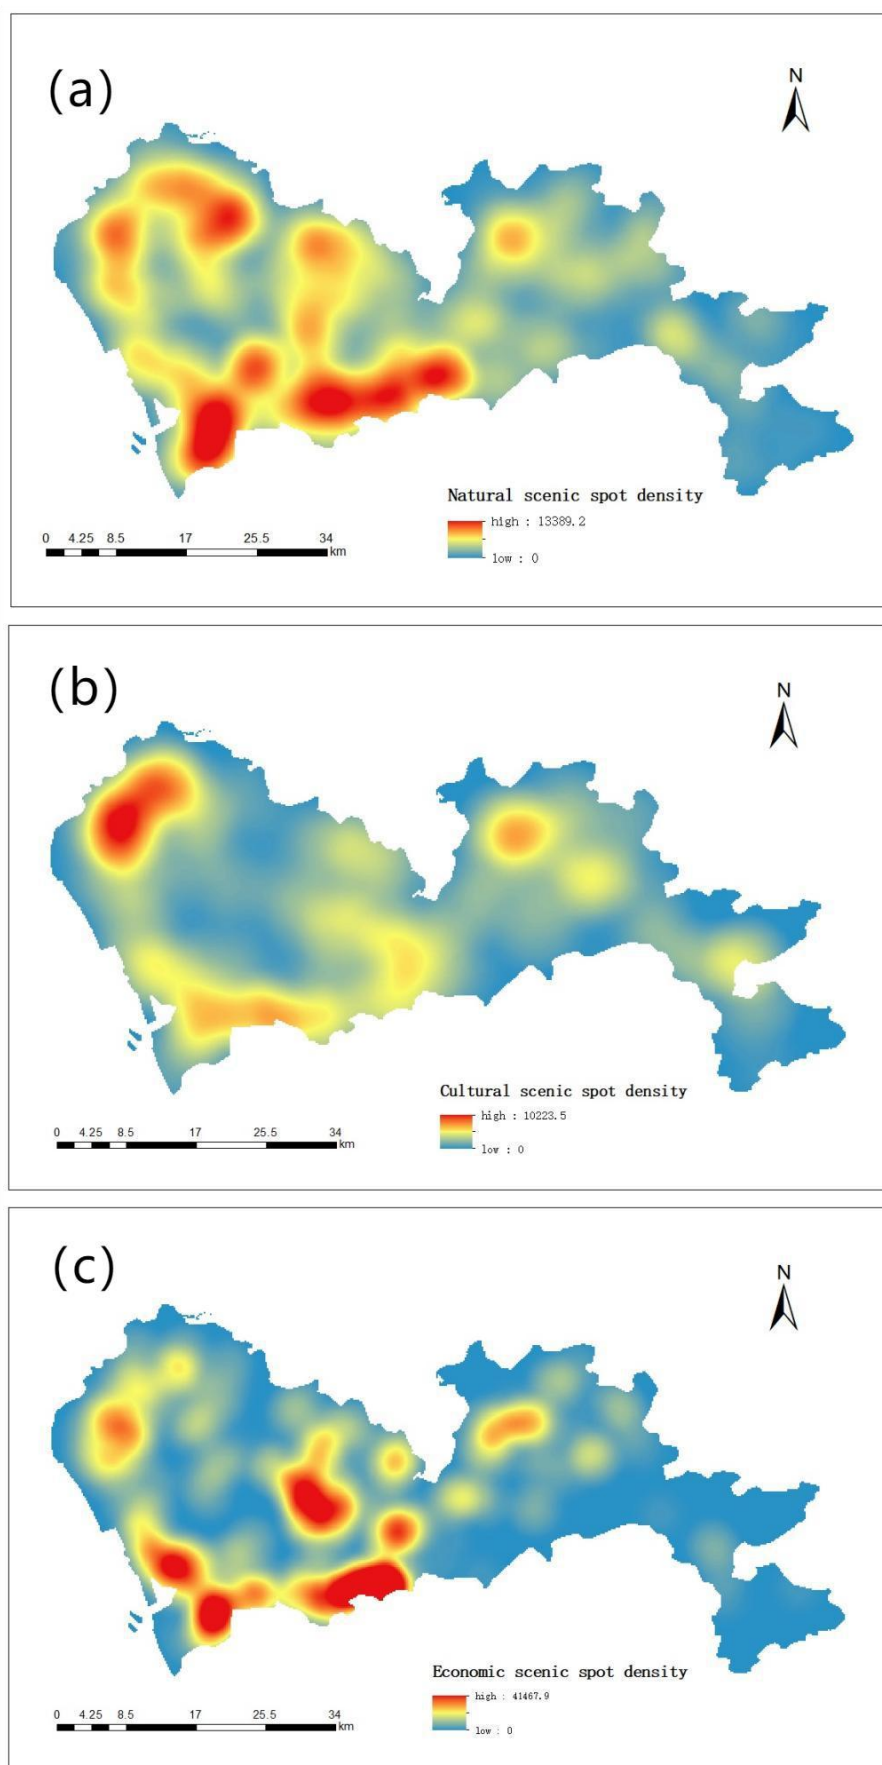 (a)
N
Natural scenic spot density
high : 13389.2
low : 0
0 4.25 8.5 17 25.5 34
km
(b)
N
Cultural scenic spot density
high : 10223.5
low : 0
0 4.25 8.5 17 25.5 34
km
(c)
N
Economic scenic spot density
high : 41467.9
low : 0
0 4.25 8.5 17 25.5 34
km